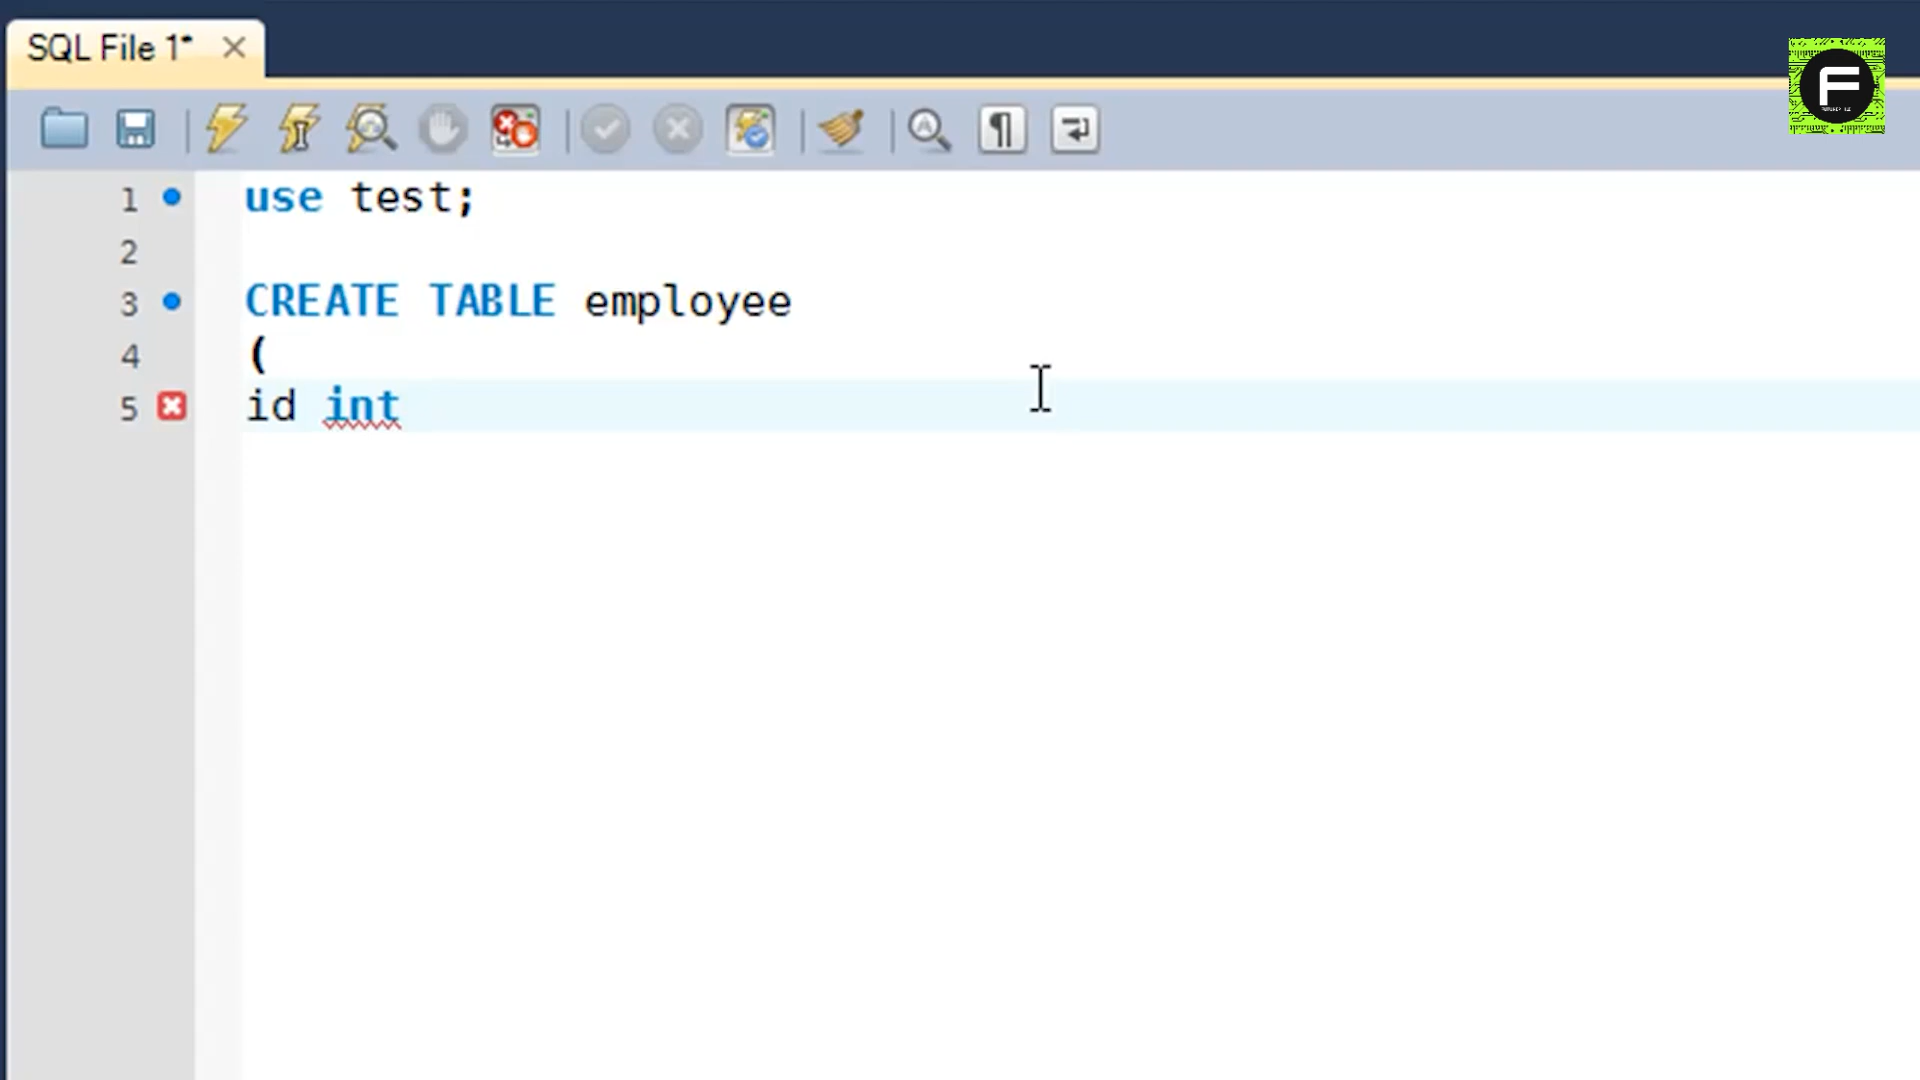 SQL File 1*
1 use test;
2
3 CREATE TABLE employee
4 (
5 id int
F